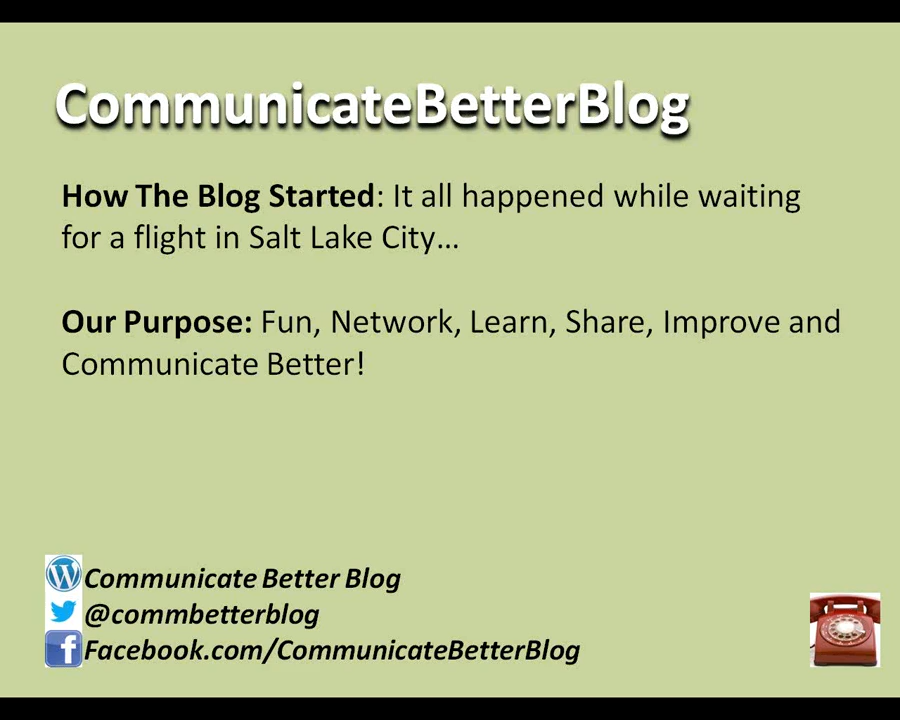 CommunicateBetterBlog
How The Blog Started: It all happened while waiting
for a flight in Salt Lake City...
Our Purpose: Fun, Network, Learn, Share, Improve and
Communicate Better!
Communicate Better Blog
@commbetterblog
Facebook.com/CommunicateBetterBlog